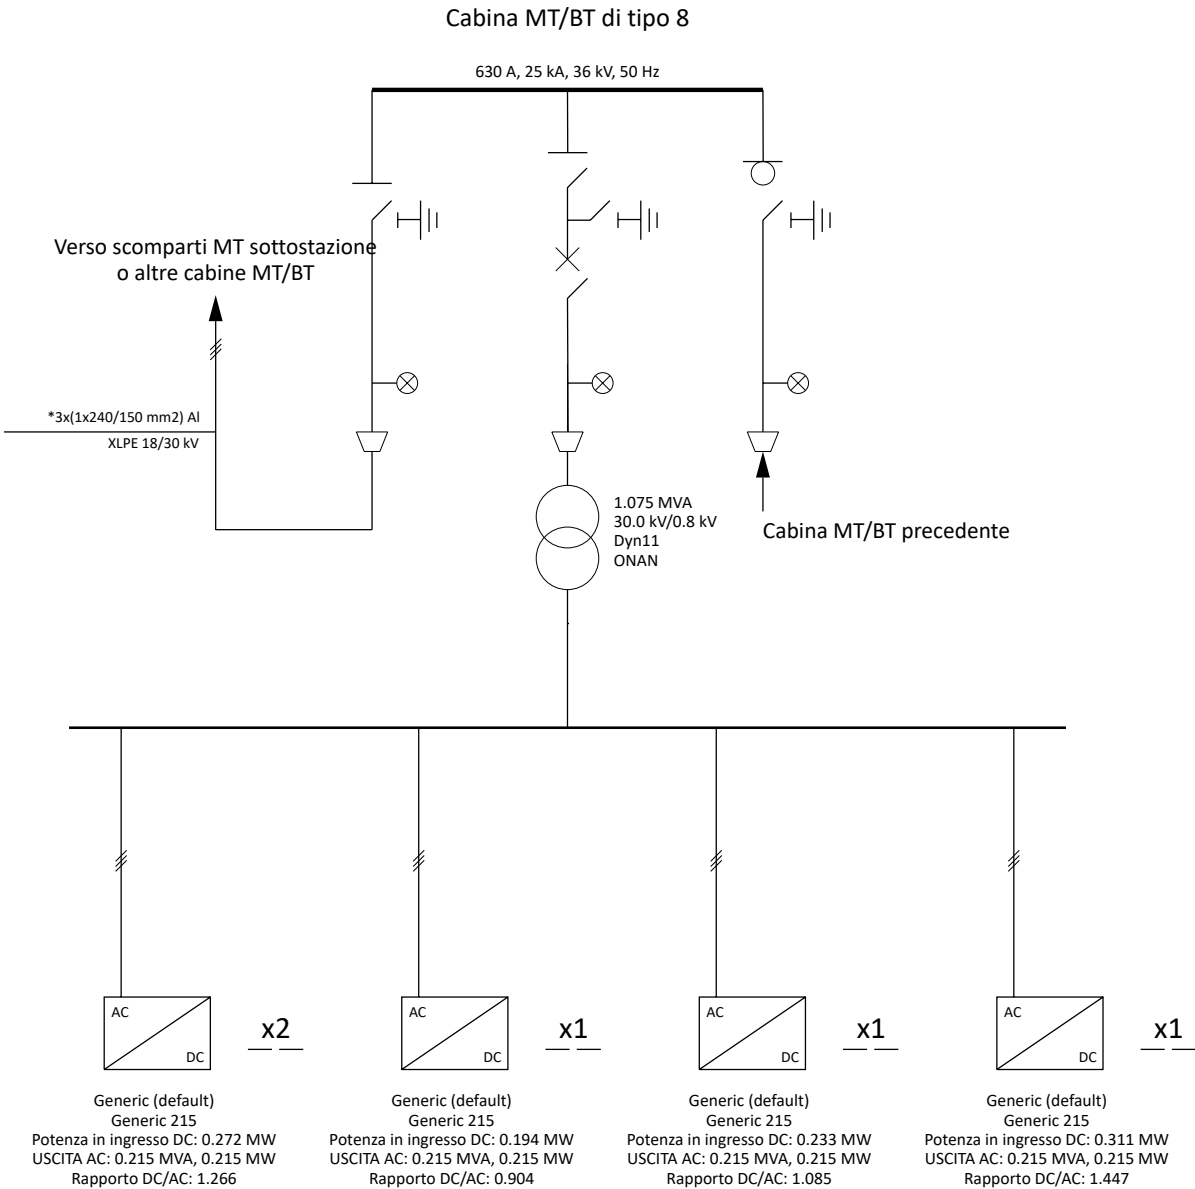 Cabina MT/BT di tipo 8
630 A, 25 kA, 36 kV, 50 Hz
Verso scomparti MT sottostazione
o altre cabine MT/BT
*3x(1x240/150 mm2) Al
XLPE 18/30 kV
1.075 MVA
30.0 kV/0.8 kV
Dyn11
ONAN
Cabina MT/BT precedente
AC
DC
x2
AC
DC
x1
AC
DC
x1
AC
DC
x1
Generic (default)
Generic 215
Potenza in ingresso DC: 0.272 MW
USCITA AC: 0.215 MVA, 0.215 MW
Rapporto DC/AC: 1.266
Generic (default)
Generic 215
Potenza in ingresso DC: 0.194 MW
USCITA AC: 0.215 MVA, 0.215 MW
Rapporto DC/AC: 0.904
Generic (default)
Generic 215
Potenza in ingresso DC: 0.233 MW
USCITA AC: 0.215 MVA, 0.215 MW
Rapporto DC/AC: 1.085
Generic (default)
Generic 215
Potenza in ingresso DC: 0.311 MW
USCITA AC: 0.215 MVA, 0.215 MW
Rapporto DC/AC: 1.447